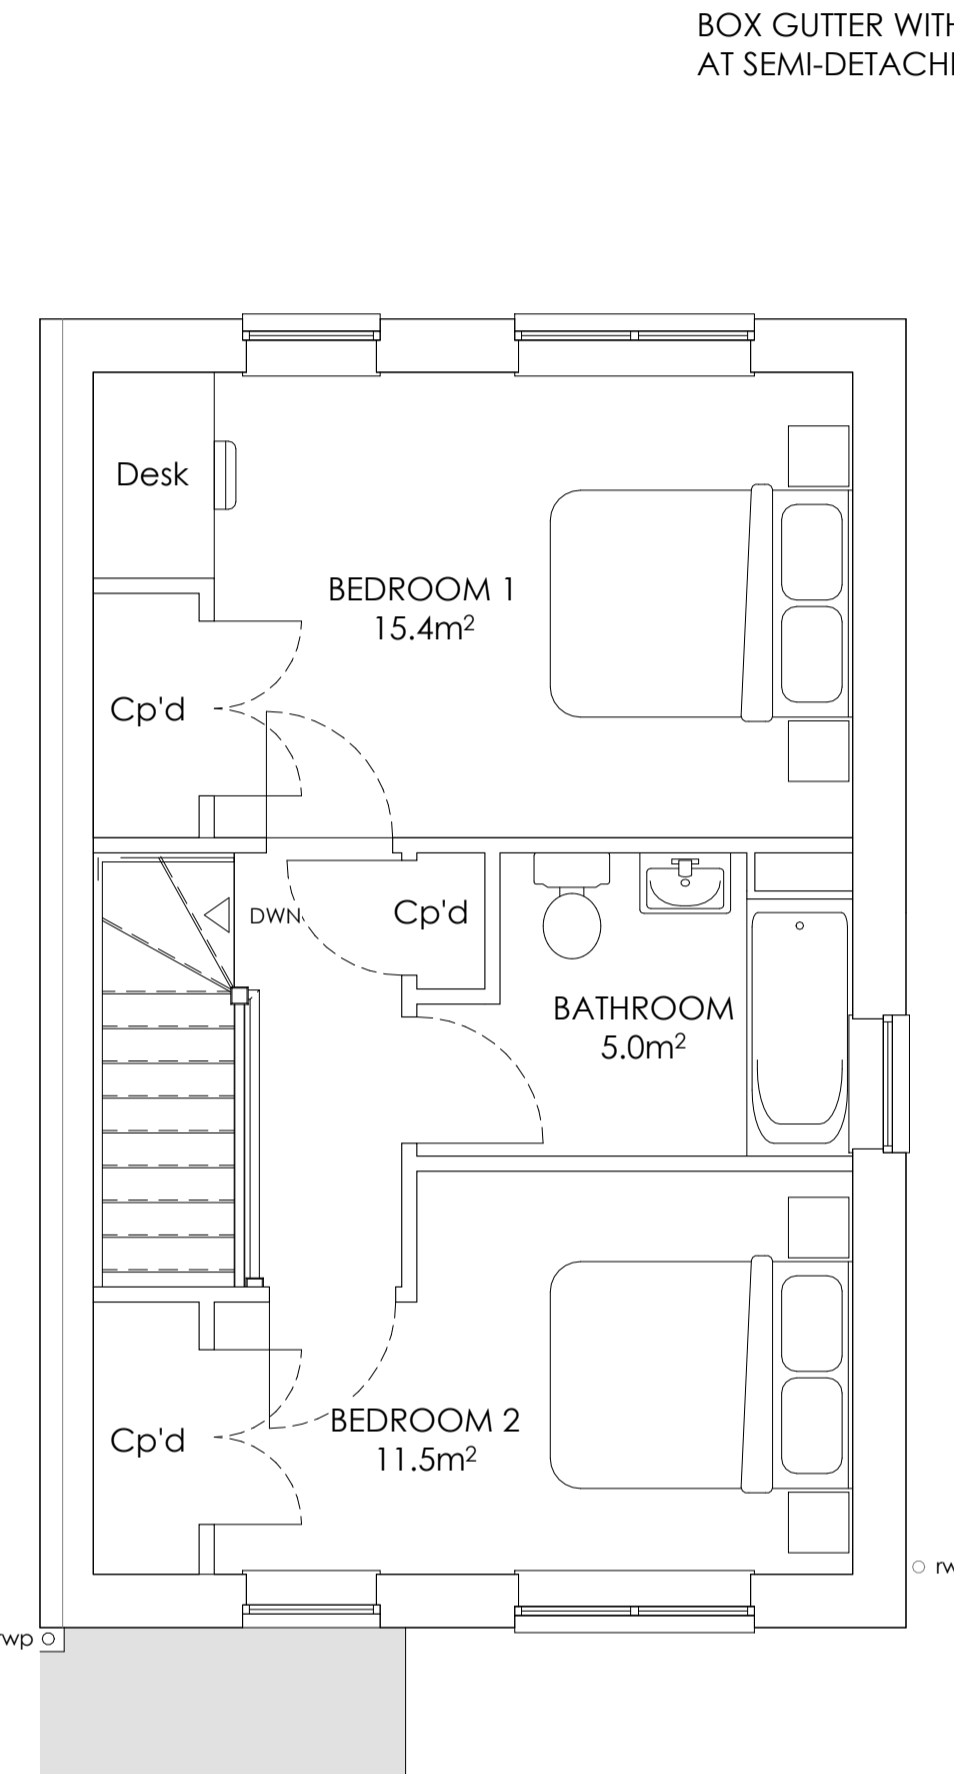 BOX GUTTER WITH
AT SEMI-DETACH
Desk
BEDROOM 1
15.4m²
Cp'd
DWN
Cp'd
BATHROOM
5.0m²
BEDROOM 2
11.5m²
Cp'd